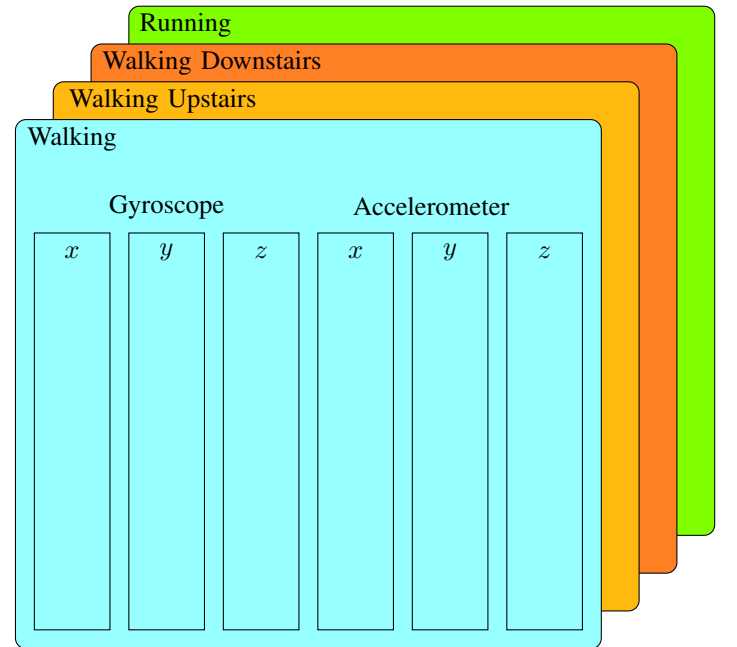 Running
Walking Downstairs
Walking Upstairs
Walking
Gyroscope Accelerometer
x y z x y z